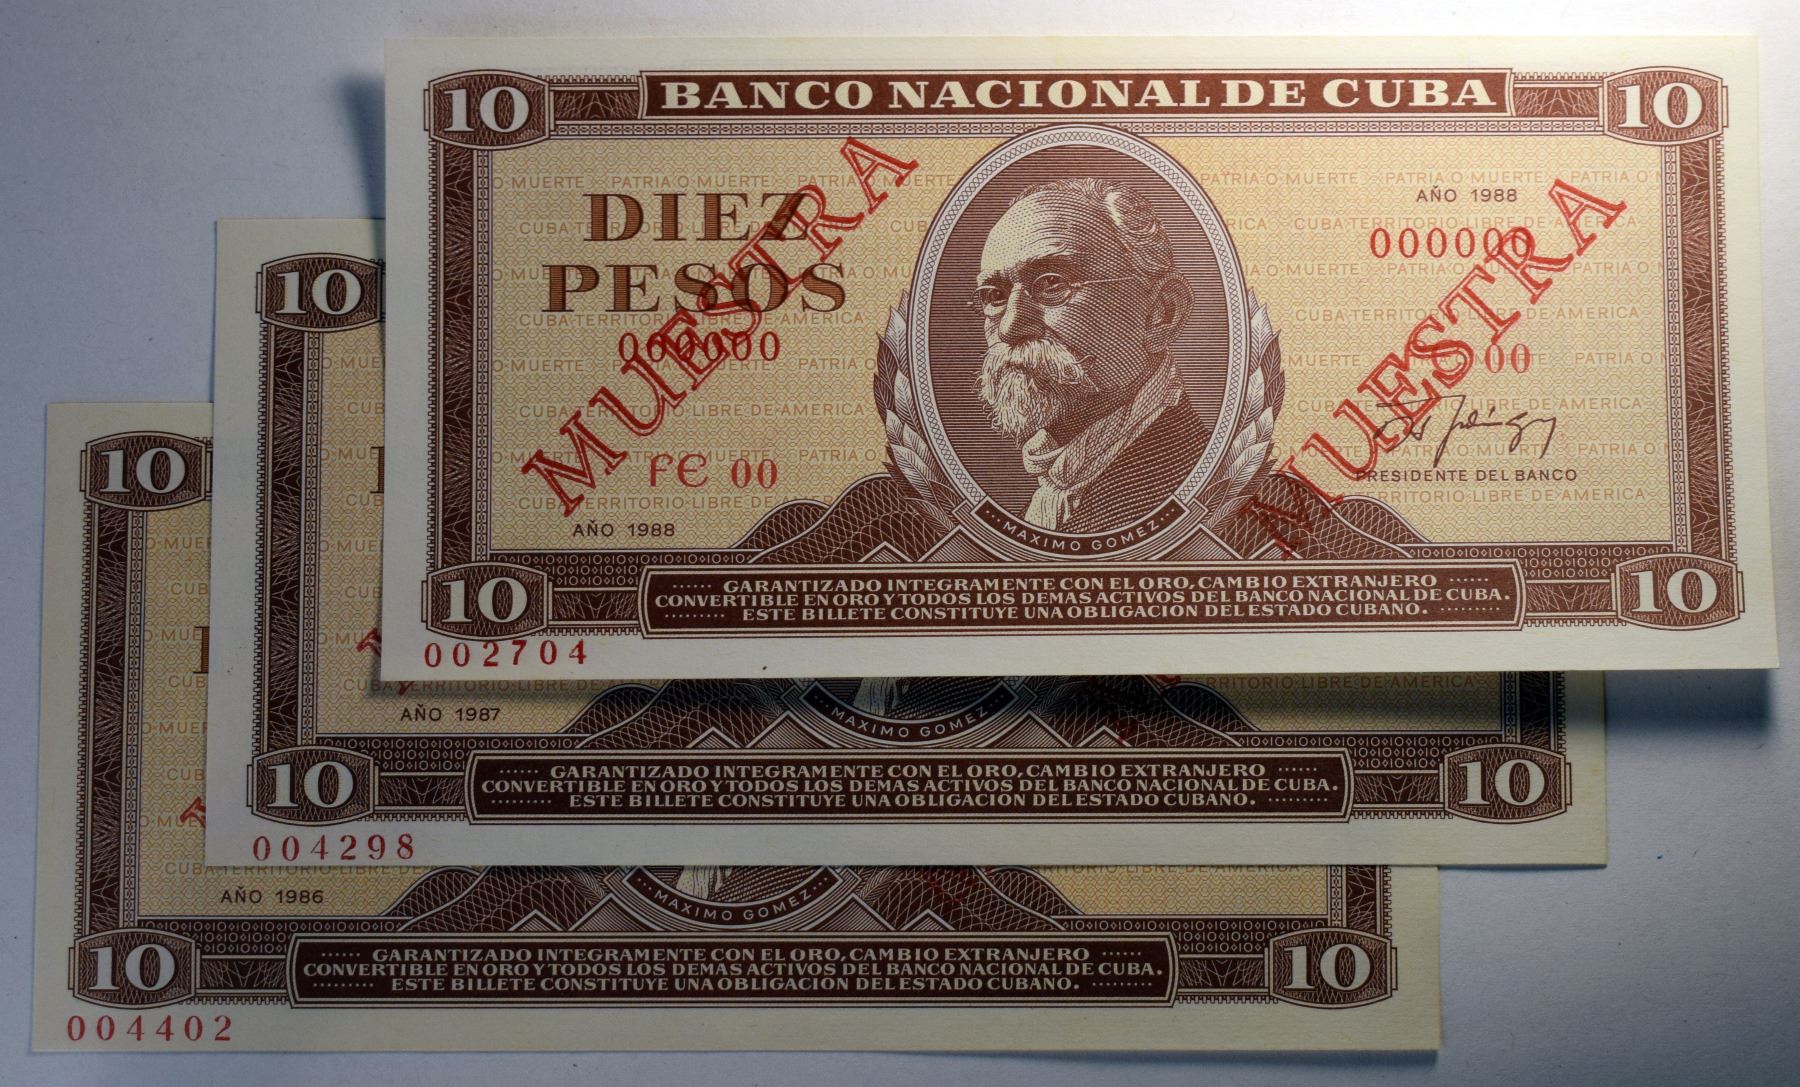 BANCO NACIONAL DE CUBA
10
10
DIEZ
PESOS
AÑO 1988
000000
000000
00
FE 00
MUESTRA
MUESTRA
PATRIA O MUERTE
CUBA TERRITORIO LIBRE DE AMERICA
PRESIDENTE DEL BANCO
AÑO 1988
MAXIMO GOMEZ
10
10
GARANTIZADO INTEGRAMENTE CON EL ORO, CAMBIO EXTRANJERO
CONVERTIBLE EN ORO Y TODOS LOS DEMAS ACTIVOS DEL BANCO NACIONAL DE CUBA.
ESTE BILLETE CONSTITUYE UNA OBLIGACION DEL ESTADO CUBANO.
002704
10
CUBA TERRITORIO LIBRE DE AMERICA
AÑO 1987
MAXIMO GOMEZ
10
10
GARANTIZADO INTEGRAMENTE CON EL ORO, CAMBIO EXTRANJERO
CONVERTIBLE EN ORO Y TODOS LOS DEMAS ACTIVOS DEL BANCO NACIONAL DE CUBA.
ESTE BILLETE CONSTITUYE UNA OBLIGACION DEL ESTADO CUBANO.
004298
10
AÑO 1986
MAXIMO GOMEZ
10
10
GARANTIZADO INTEGRAMENTE CON EL ORO, CAMBIO EXTRANJERO
CONVERTIBLE EN ORO Y TODOS LOS DEMAS ACTIVOS DEL BANCO NACIONAL DE CUBA.
ESTE BILLETE CONSTITUYE UNA OBLIGACION DEL ESTADO CUBANO.
004402